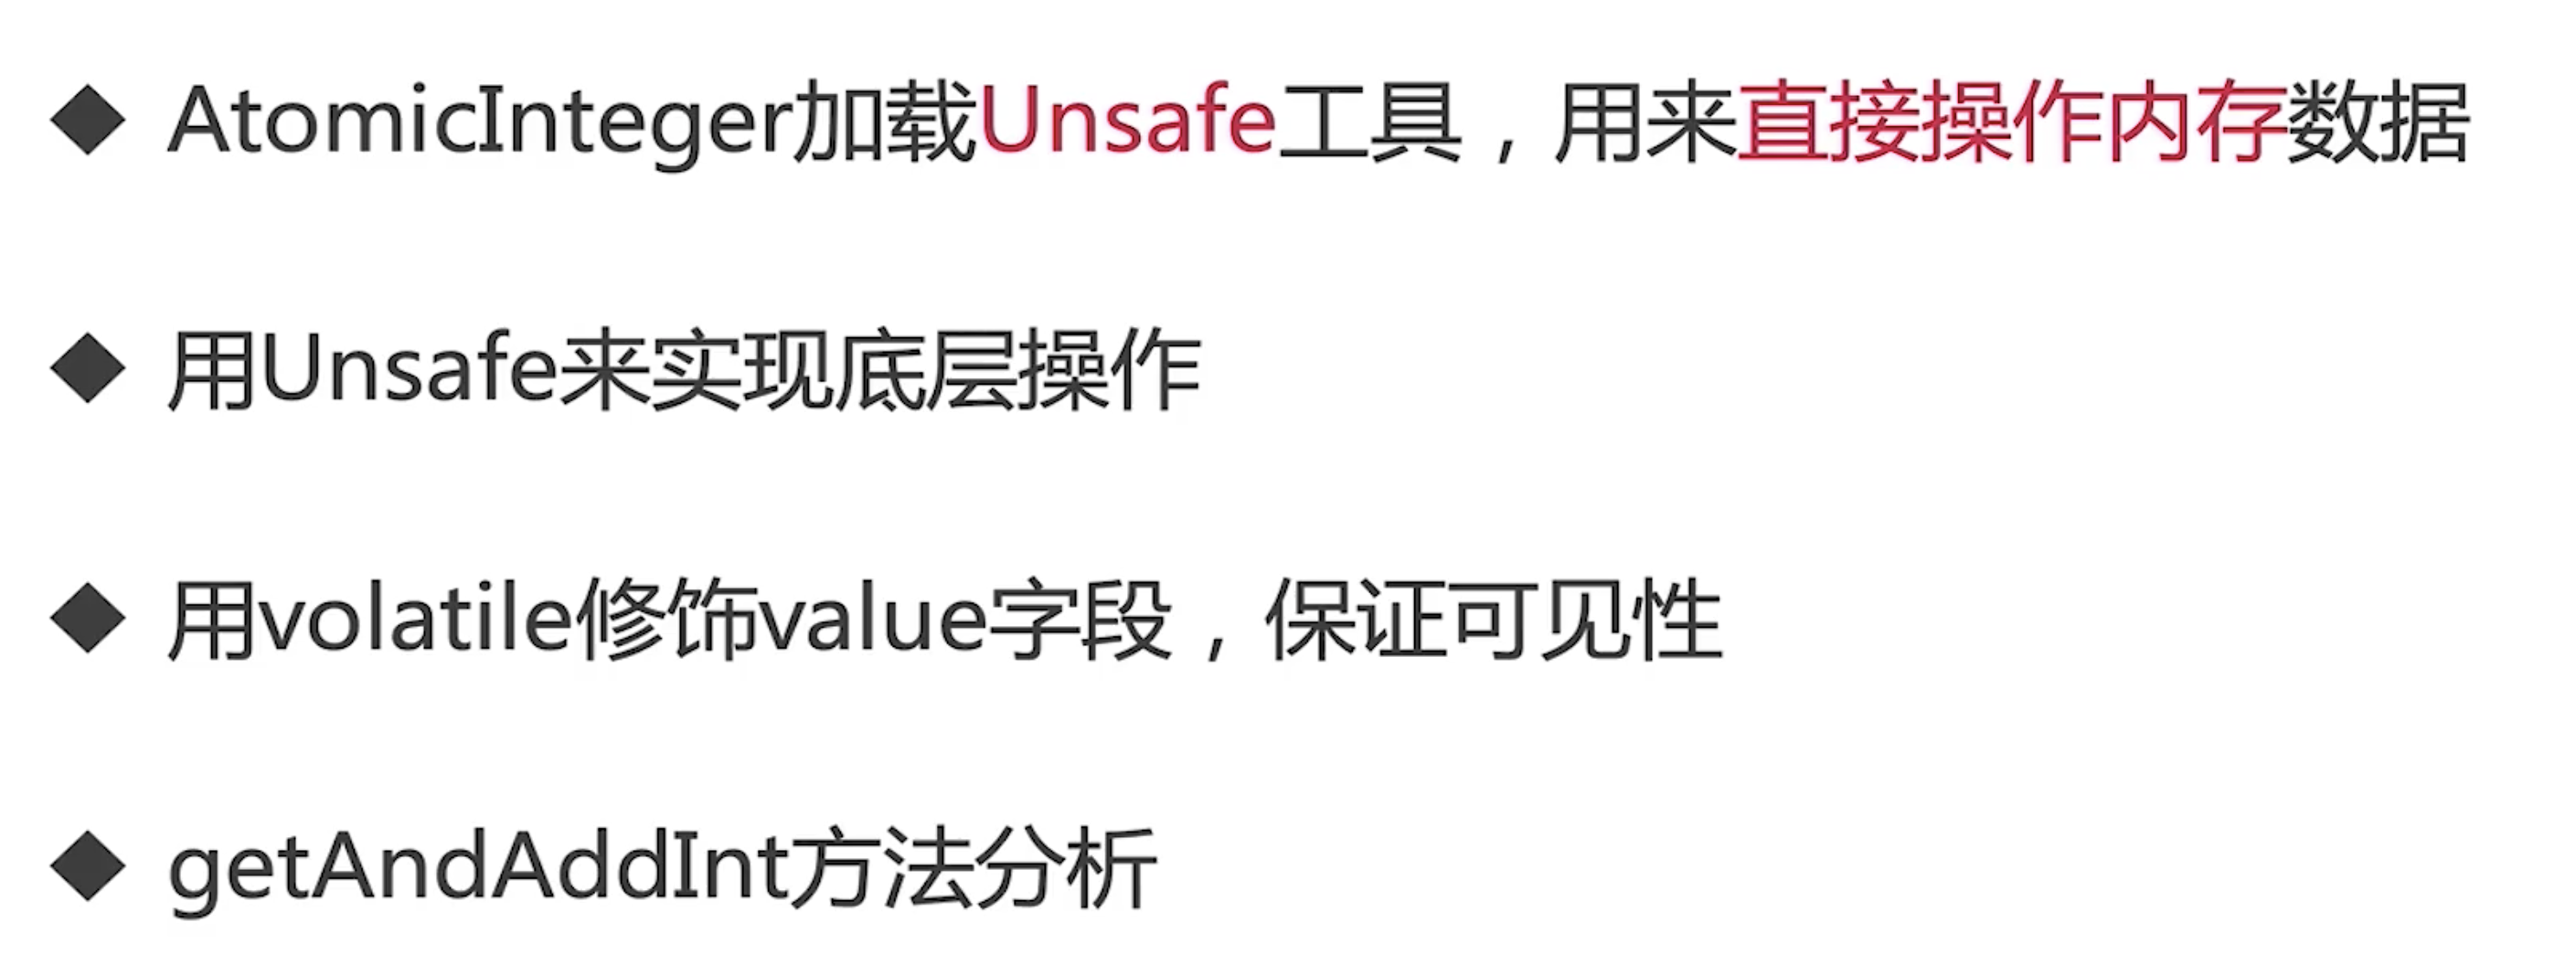 AtomicInteger加载Unsafe工具，用来直接操作内存数据
用Unsafe来实现底层操作
用volatile修饰value字段，保证可见性
getAndAddInt方法分析